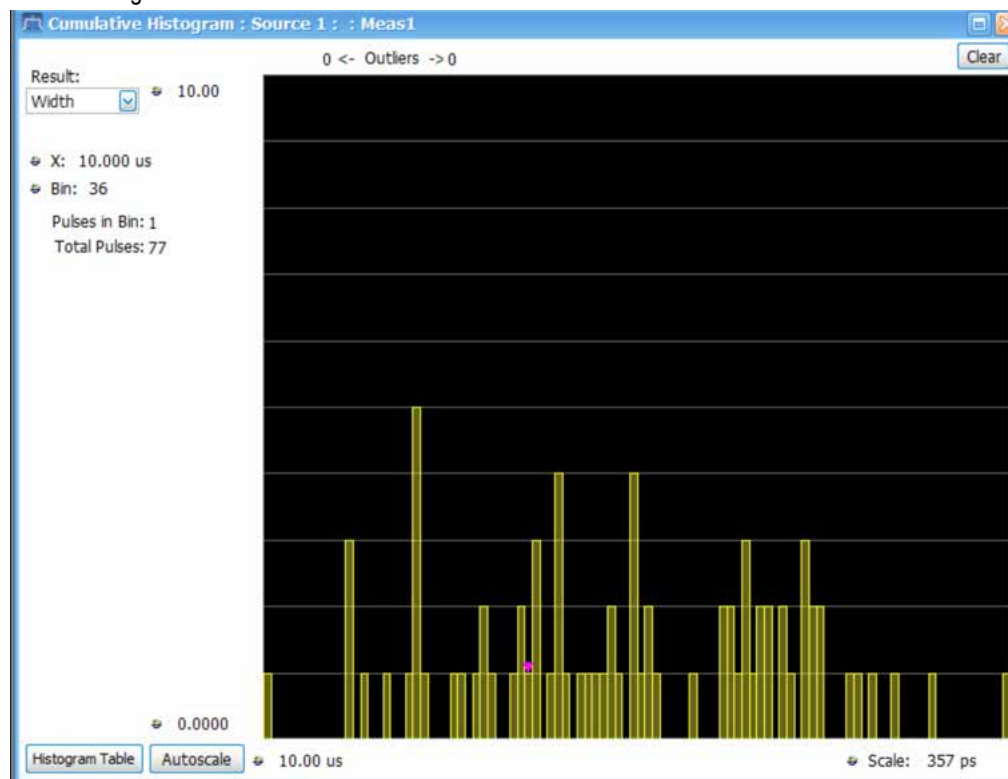 Cumulative Histogram : Source 1 : : Meas1
0 <- Outliers -> 0
Clear
Result:
Width
10.00
X: 10.000 us
Bin: 36
Pulses in Bin: 1
Total Pulses: 77
0.0000
Histogram Table
Autoscale
10.00 us
Scale: 357 ps